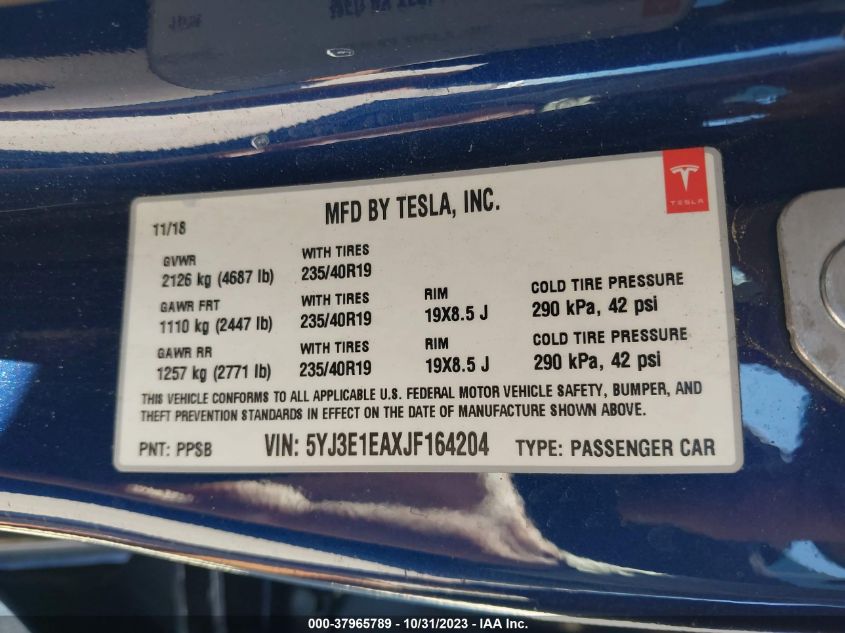 MFD BY TESLA, INC.
TESLA
11/18
GVWR
2126 kg (4687 lb)
WITH TIRES
235/40R19
GAWR FRT
1110 kg (2447 lb)
WITH TIRES
235/40R19
RIM
19X8.5 J
COLD TIRE PRESSURE
290 kPa, 42 psi
GAWR RR
1257 kg (2771 lb)
WITH TIRES
235/40R19
RIM
19X8.5 J
COLD TIRE PRESSURE
290 kPa, 42 psi
THIS VEHICLE CONFORMS TO ALL APPLICABLE U.S. FEDERAL MOTOR VEHICLE SAFETY, BUMPER, AND
THEFT PREVENTION STANDARDS IN EFFECT ON THE DATE OF MANUFACTURE SHOWN ABOVE.
PNT: PPSB VIN: 5YJ3E1EAXJF164204 TYPE: PASSENGER CAR
000-37965789 - 10/31/2023 - IAA Inc.